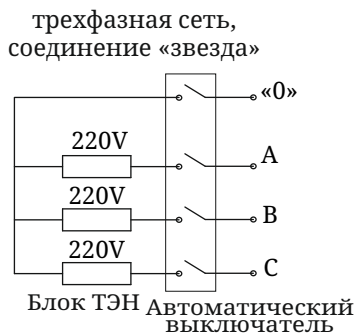 трехфазная сеть,
соединение «звезда»
«0»
220V
A
220V
B
220V
C
Блок ТЭН
Автоматический
выключатель